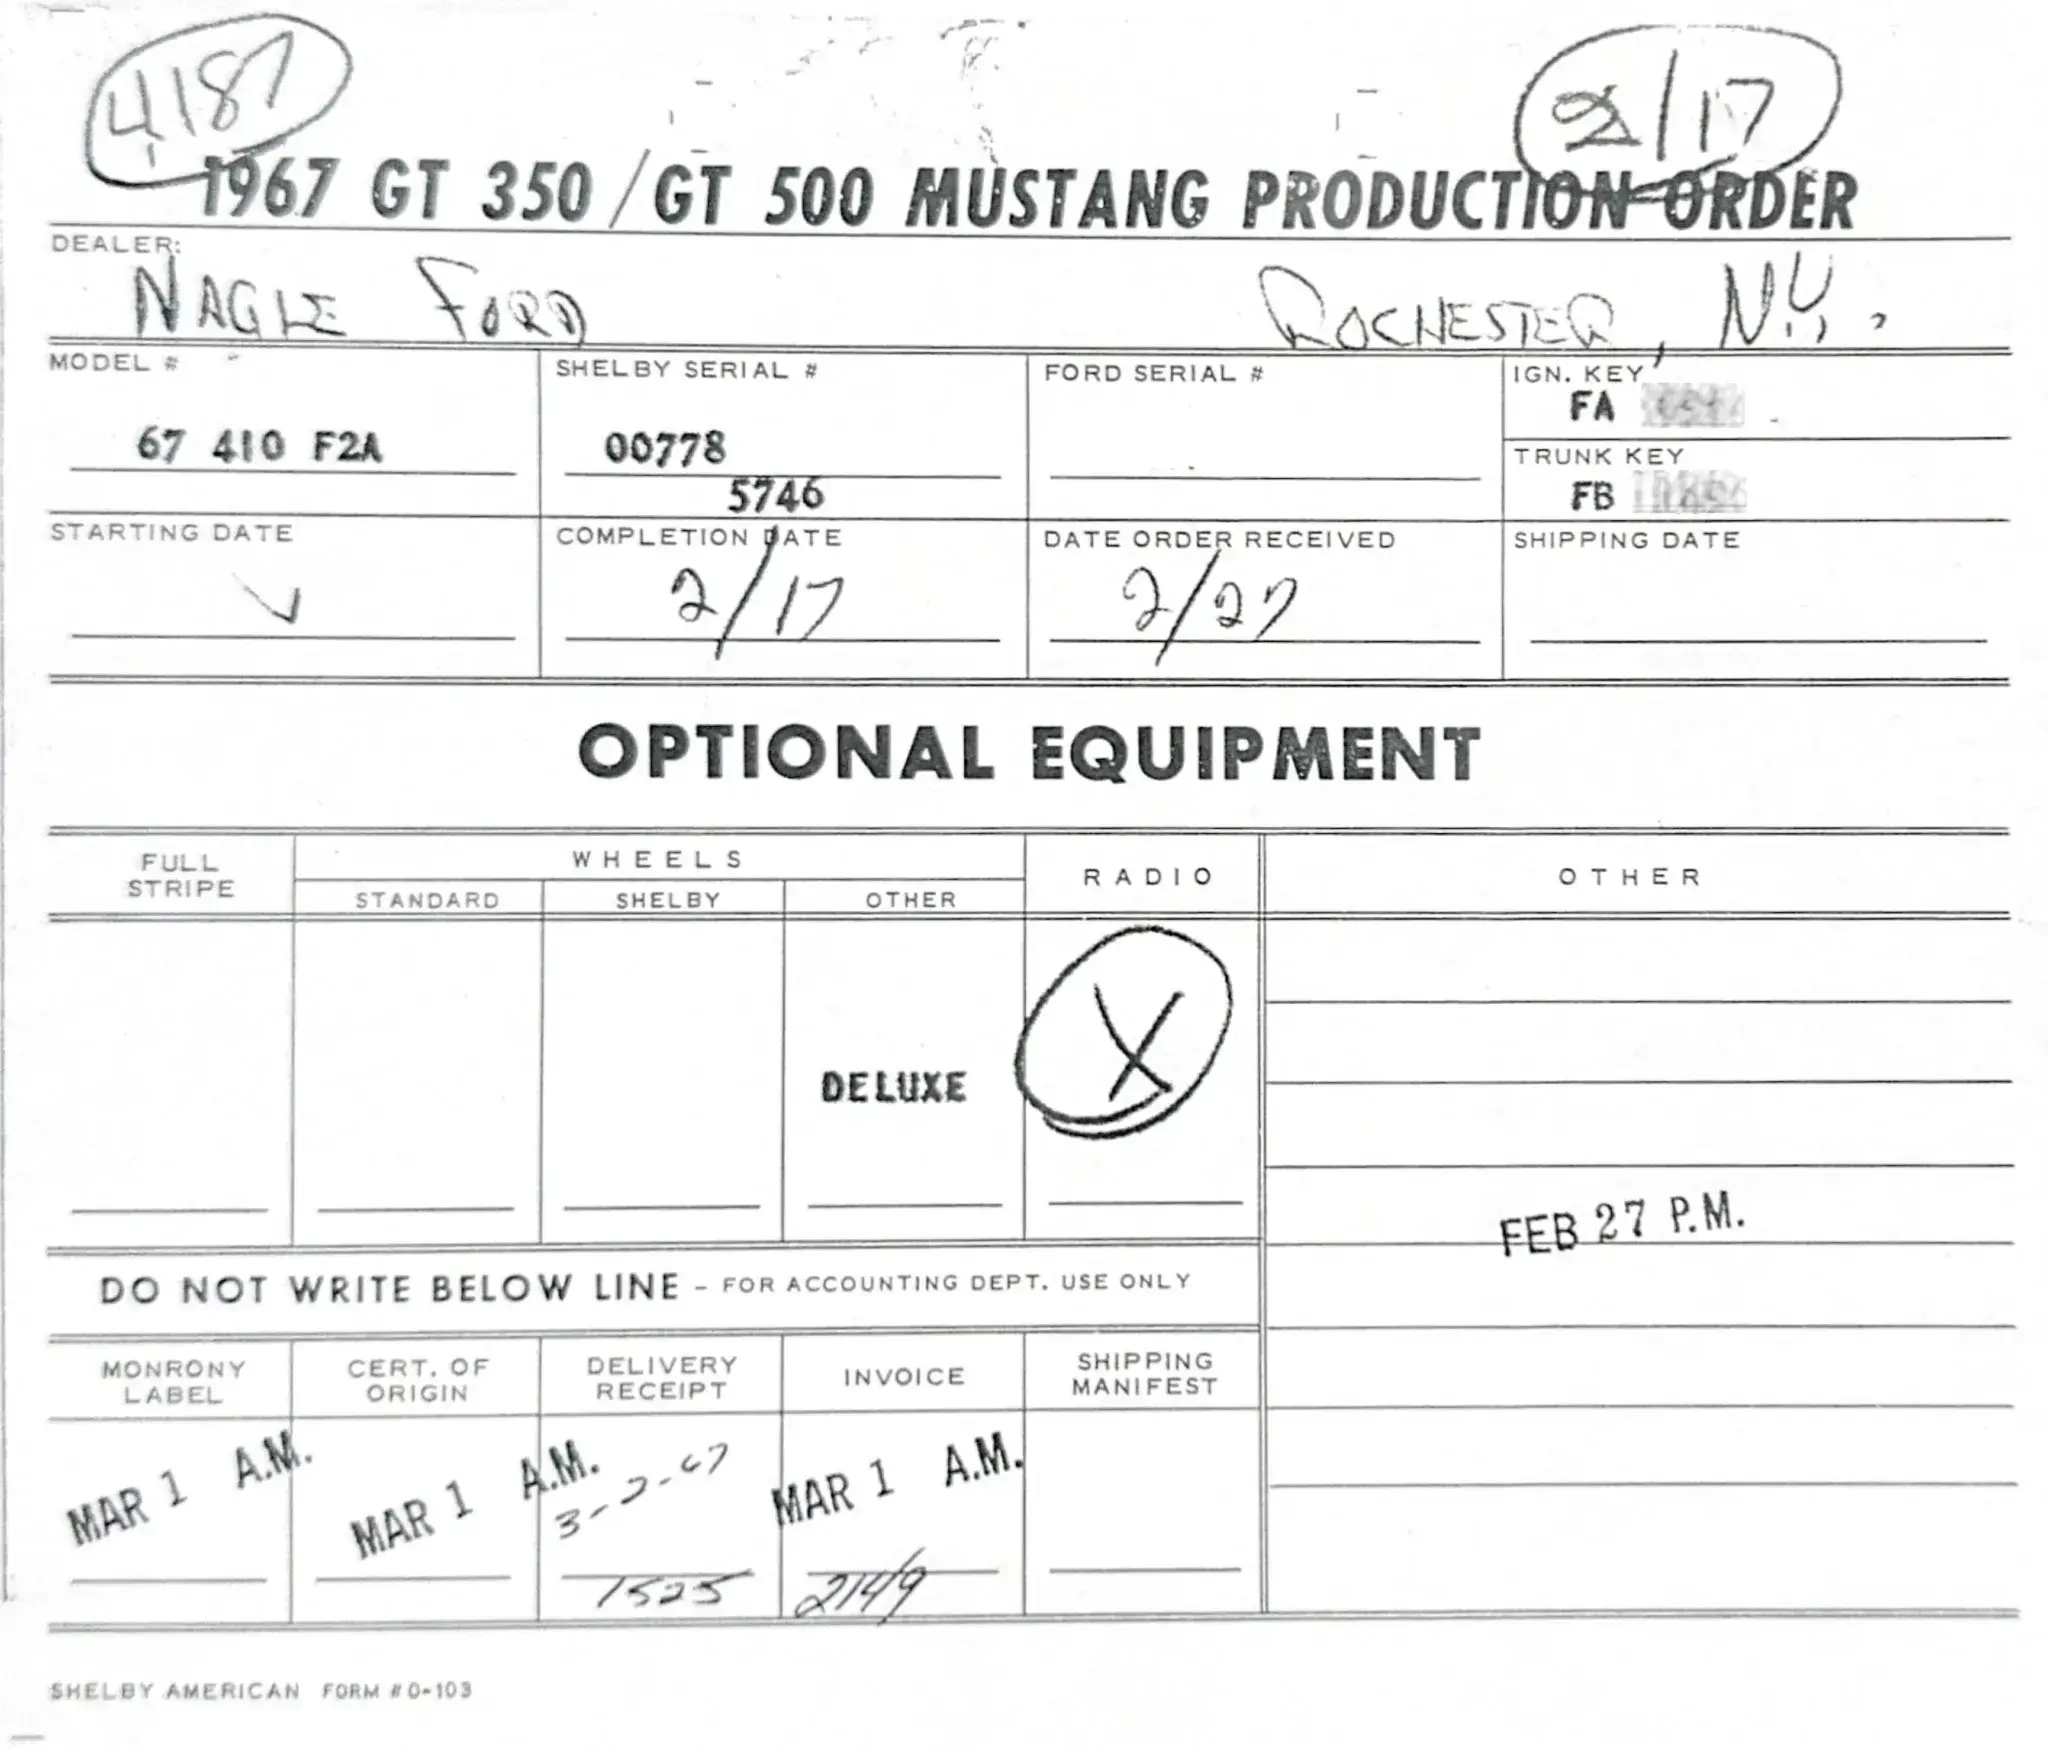 4187
2/17
1967 GT 350/GT 500 MUSTANG PRODUCTION ORDER
DEALER:
NAGLE FORD ROCHESTER, N.Y.
MODEL #
67 410 F2A
SHELBY SERIAL #
00778
5746
FORD SERIAL #
IGN. KEY
FA
TRUNK KEY
FB
STARTING DATE
COMPLETION DATE
2/17
DATE ORDER RECEIVED
2/27
SHIPPING DATE
OPTIONAL EQUIPMENT
FULL
STRIPE
WHEELS
STANDARD
SHELBY
OTHER
DELUXE
RADIO
X
OTHER
FEB 27 P.M.
DO NOT WRITE BELOW LINE - FOR ACCOUNTING DEPT. USE ONLY
MONRONY
LABEL
MAR 1 A.M.
CERT. OF
ORIGIN
MAR 1 A.M.
DELIVERY
RECEIPT
3-2-67
1525
INVOICE
MAR 1 A.M.
2149
SHIPPING
MANIFEST
SHELBY AMERICAN FORM #0-103